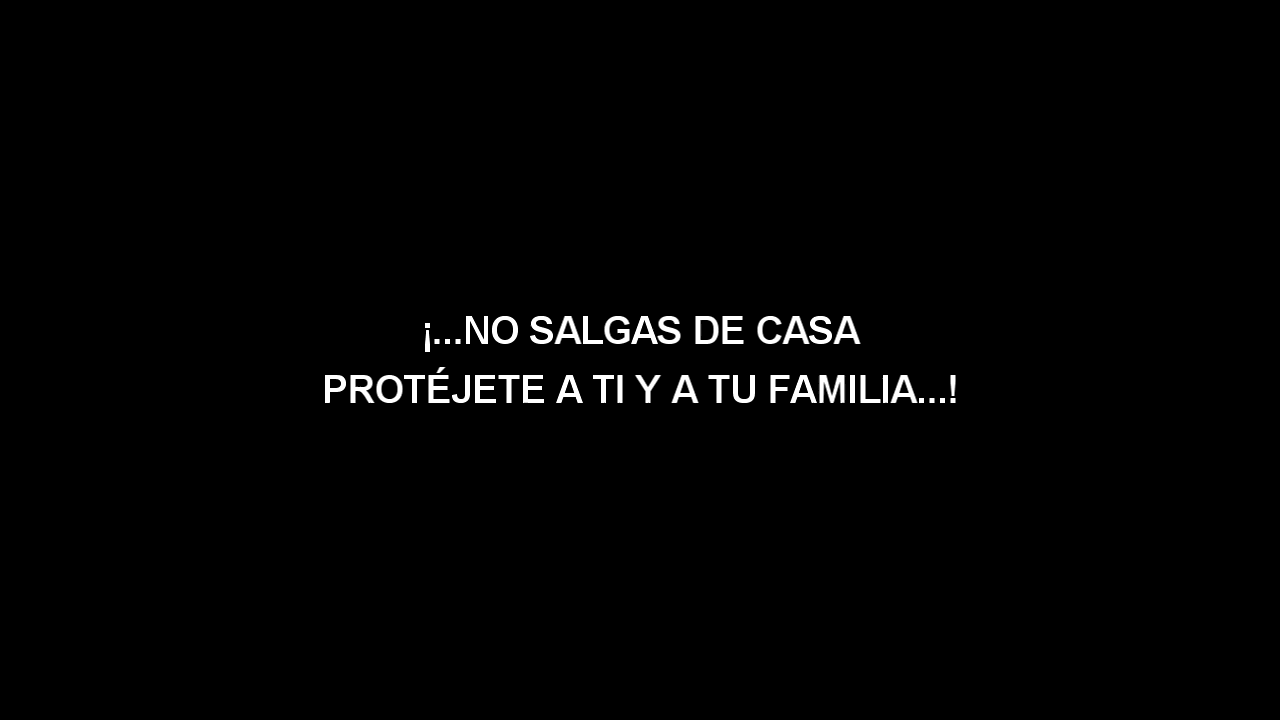 ¡...NO SALGAS DE CASA
PROTÉJETE A TI Y A TU FAMILIA...!